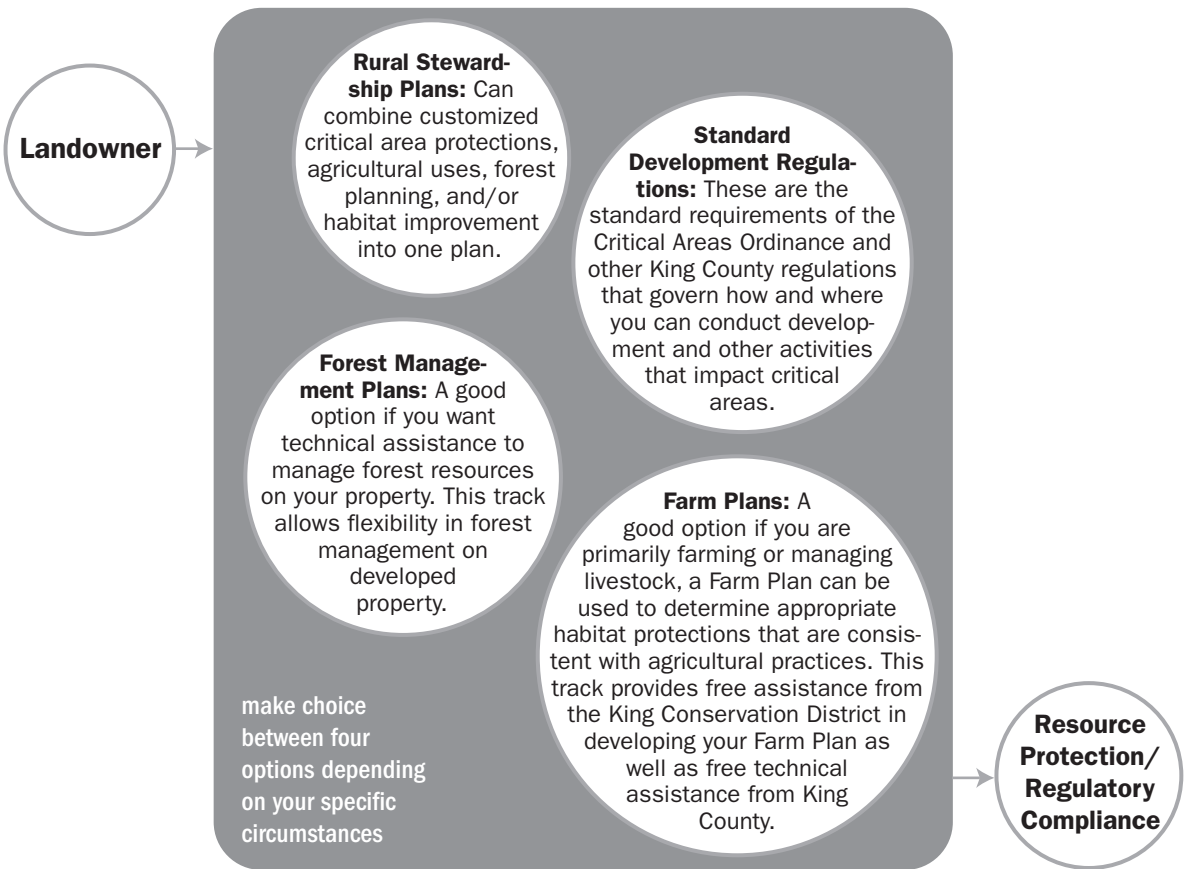 Landowner
Rural Steward-
ship Plans: Can
combine customized
critical area protections,
agricultural uses, forest
planning, and/or
habitat improvement
into one plan.
Standard
Development Regula-
tions: These are the
standard requirements of the
Critical Areas Ordinance and
other King County regulations
that govern how and where
you can conduct develop-
ment and other activities
that impact critical
areas.
Forest Manage-
ment Plans: A good
option if you want
technical assistance to
manage forest resources
on your property. This track
allows flexibility in forest
management on
developed
property.
Farm Plans: A
good option if you are
primarily farming or managing
livestock, a Farm Plan can be
used to determine appropriate
habitat protections that are consis-
tent with agricultural practices. This
track provides free assistance from
the King Conservation District in
developing your Farm Plan as
well as free technical
assistance from King
County.
make choice
between four
options depending
on your specific
circumstances
Resource
Protection/
Regulatory
Compliance